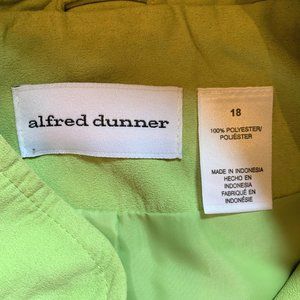 alfred dunner
18
100% POLYESTER/
POLIÉSTER
MADE IN INDONESIA
HECHO EN
INDONESIA
FABRIQUÉ EN
INDONÉSIE